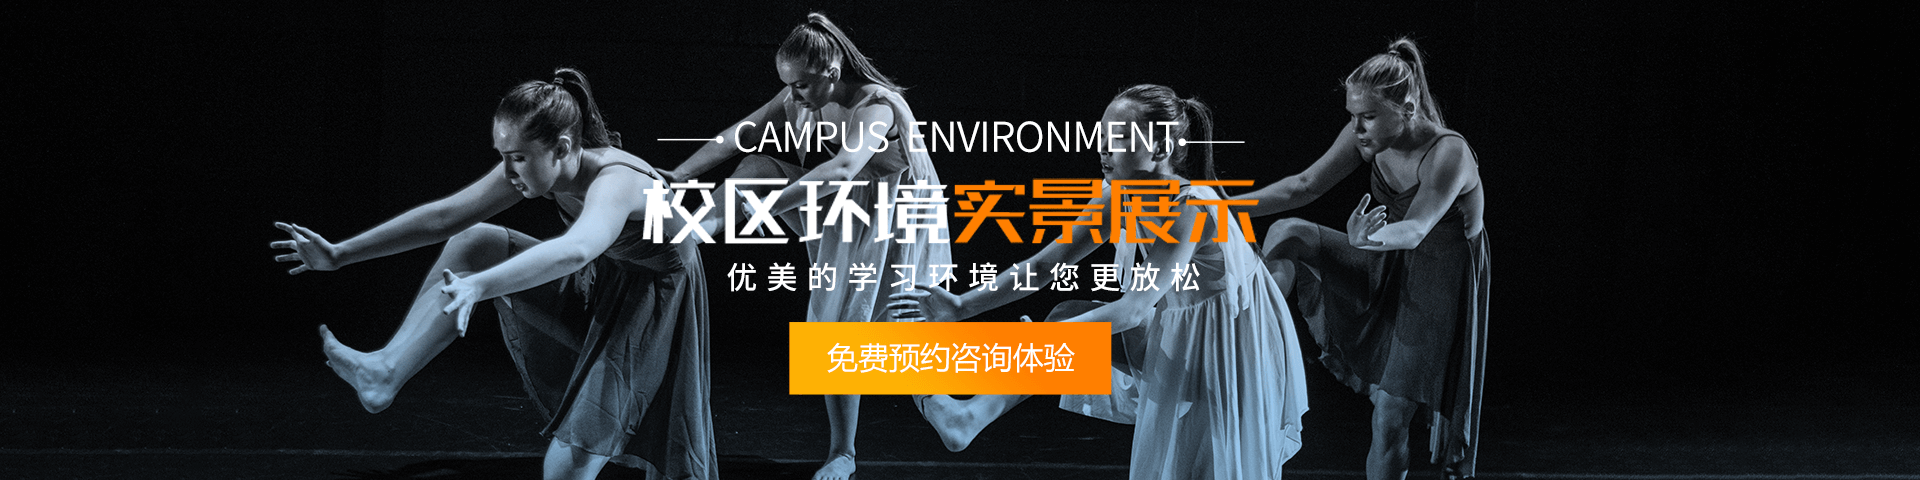 CAMPUS ENVIRONMENT
校区环境实景展示
优美的学习环境让您更放松
免费预约咨询体验